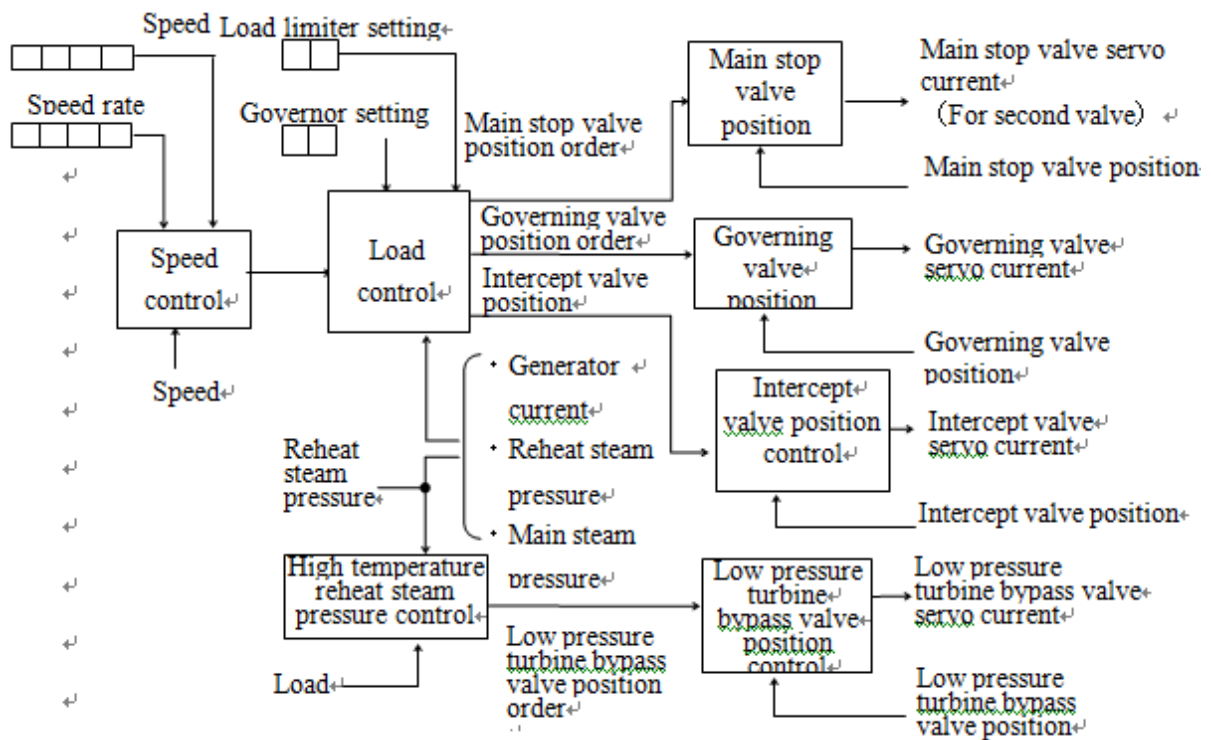 Speed
Load limiter setting
Speed rate
Governor setting
Main stop valve
position order
Main stop
valve
position
Main stop valve servo
current
（For second valve）
Main stop valve position
Speed
control
Load
control
Governing valve
position order
Intercept valve
position
Governing
valve
position
Governing valve
servo current
Governing valve
position
Speed
・ Generator
current
・ Reheat steam
pressure
・ Main steam
pressure
Reheat
steam
pressure
Intercept
valve position
control
Intercept valve
servo current
Intercept valve position
High temperature
reheat steam
pressure control
Load
Low pressure
turbine bypass
valve position
order
Low pressure
turbine
bypass valve
position
control
Low pressure
turbine bypass valve
servo current
Low pressure
turbine bypass
valve position